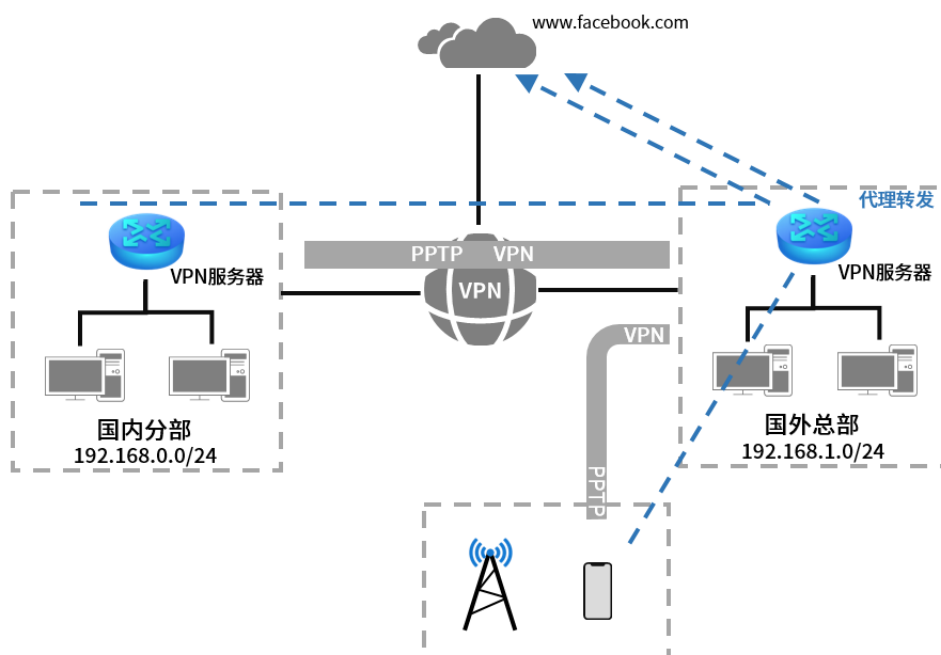 www.facebook.com
代理转发
VPN服务器
PPTP VPN
VPN
VPN服务器
VPN
国内分部
192.168.0.0/24
国外总部
192.168.1.0/24
PPTP